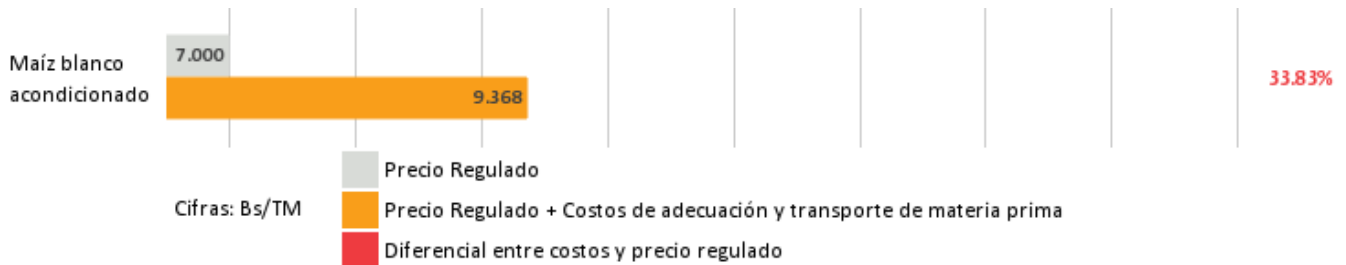 Maíz blanco
acondicionado
7.000
9.368
33.83%
Cifras: Bs/TM
Precio Regulado
Precio Regulado + Costos de adecuación y transporte de materia prima
Diferencial entre costos y precio regulado